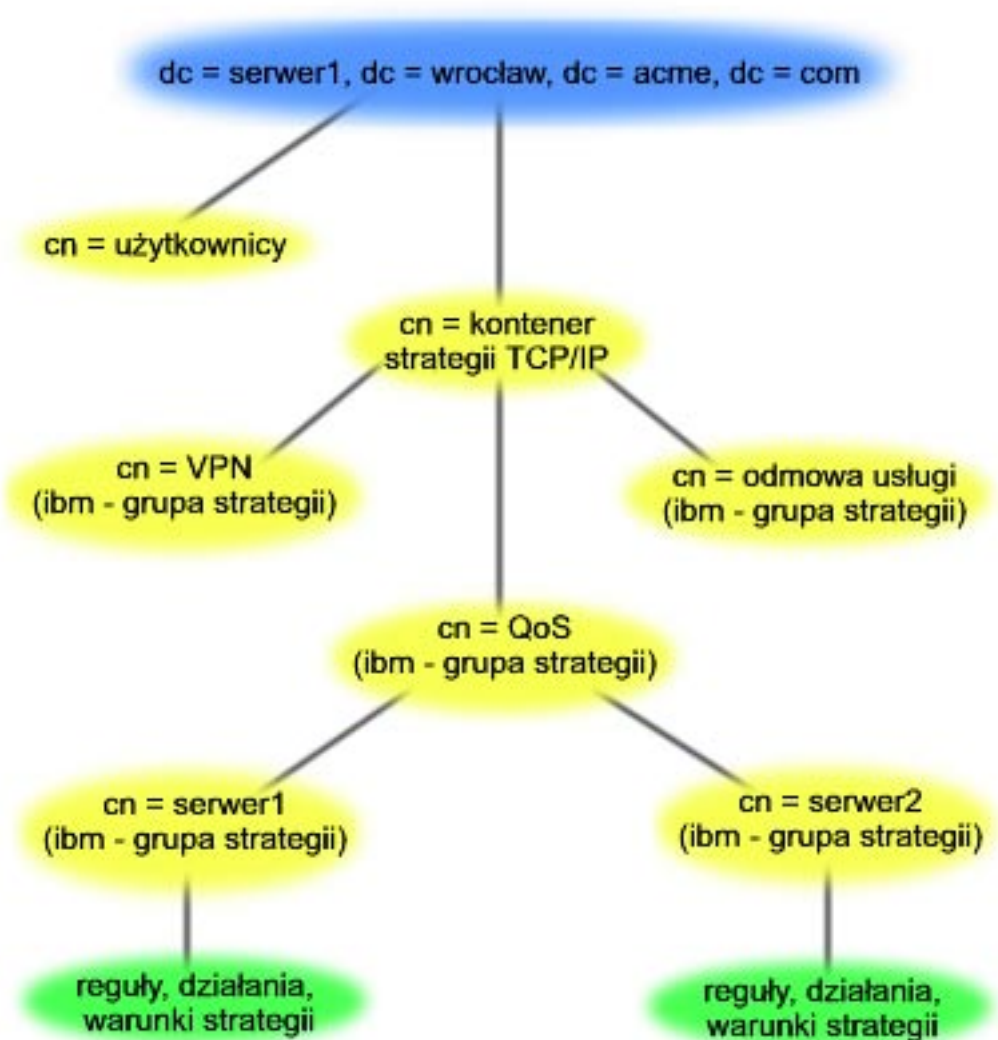 dc = serwer1, dc = wrocław, dc = acme, dc = com
cn = użytkownicy
cn = kontener
strategii TCP/IP
cn = VPN
(ibm - grupa strategii)
cn = odmowa usługi
(ibm - grupa strategii)
cn = QoS
(ibm - grupa strategii)
cn = serwer1
(ibm - grupa strategii)
cn = serwer2
(ibm - grupa strategii)
reguły, działania,
warunki strategii
reguły, działania,
warunki strategii